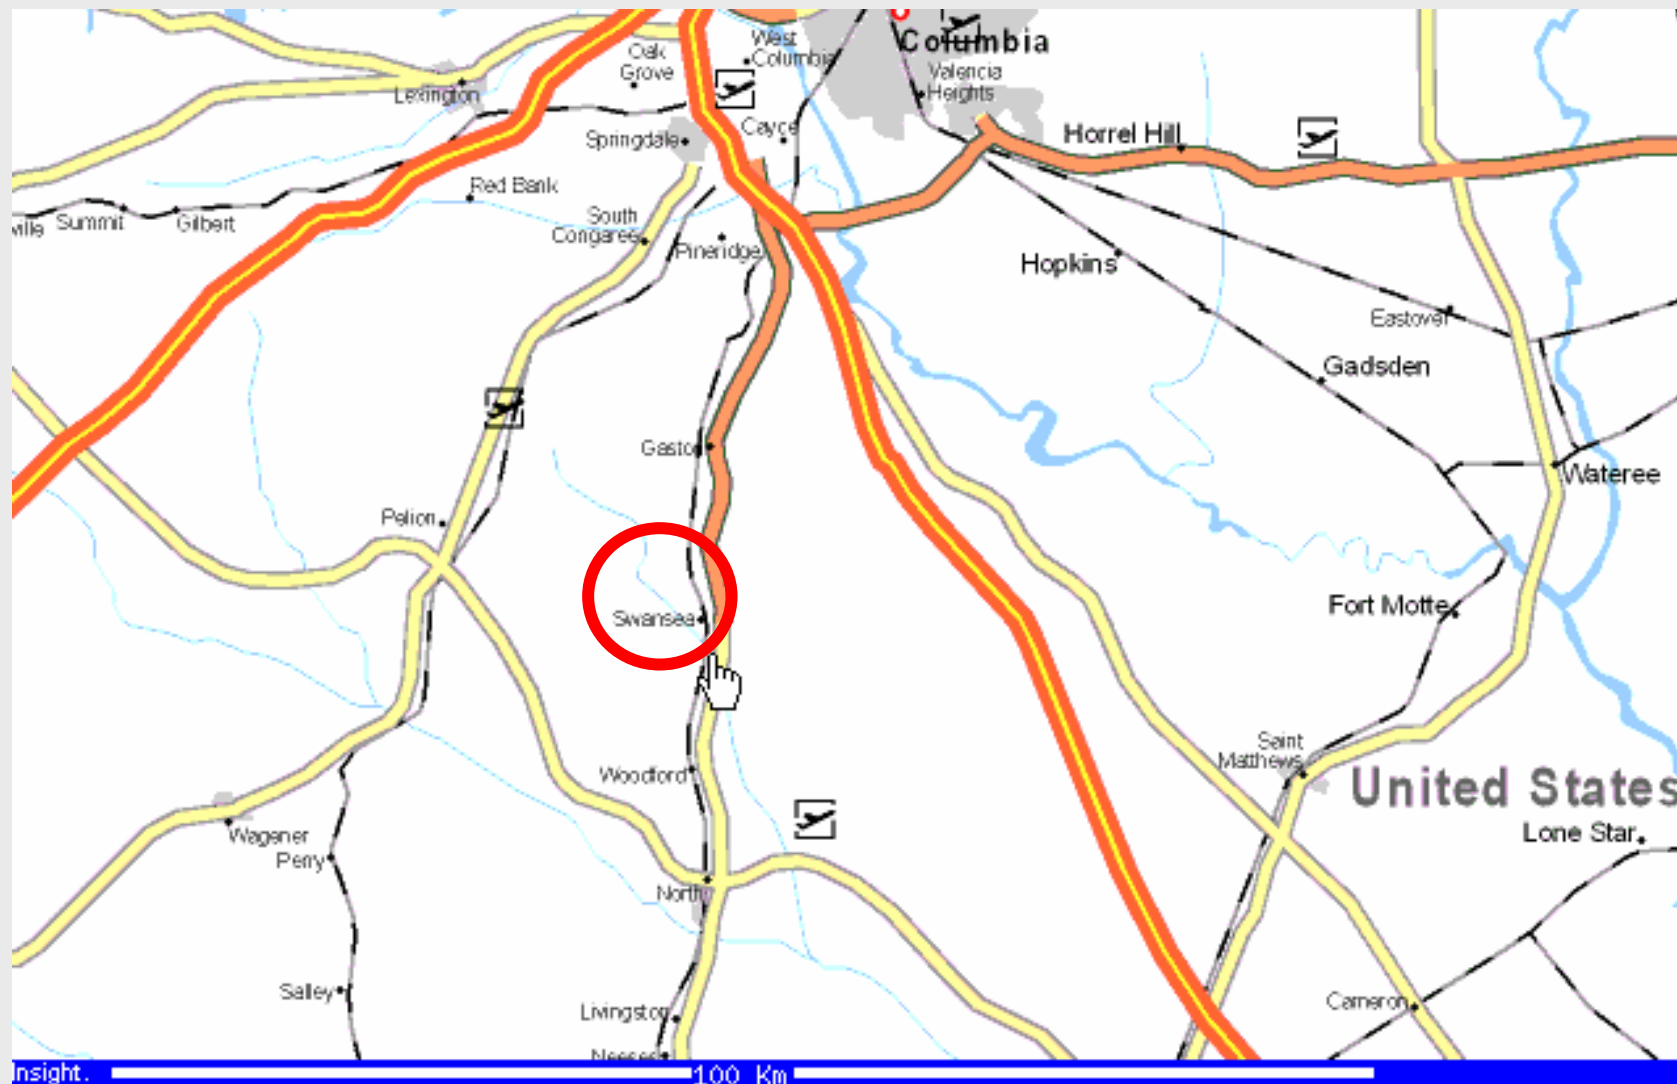 West
Columbia
Oak
Grove
Columbia
Valencia
Heights
Lexington
Cayce
Springdale
Horrel Hill
Red Bank
ville
Summit
Gilbert
South
Congaree
Pineridge
Hopkins
Eastover
Gadsden
Gaston
Wateree
Pelion
Swansea
Fort Motte
Saint
Matthews
Woodford
United States
Lone Star
Wagener
Perry
North
Salley
Livingston
Cameron
Neeses
Insight.
100 Km